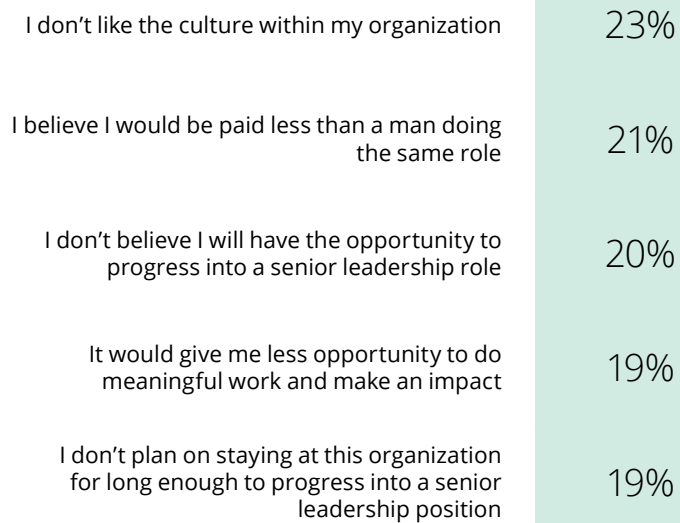 I don’t like the culture within my organization
23%
I believe I would be paid less than a man doing
the same role
21%
I don’t believe I will have the opportunity to
progress into a senior leadership role
20%
It would give me less opportunity to do
meaningful work and make an impact
19%
I don’t plan on staying at this organization
for long enough to progress into a senior
leadership position
19%